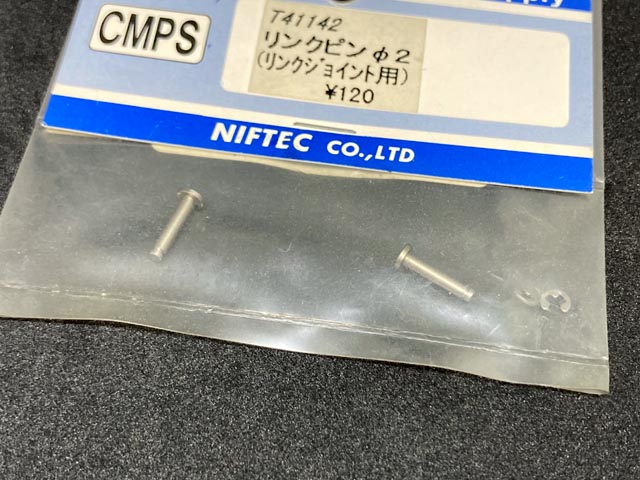 CMPS
T41142
リンクピンφ2
(リンクジョイント用)
¥120
NIFTEC CO.,LTD